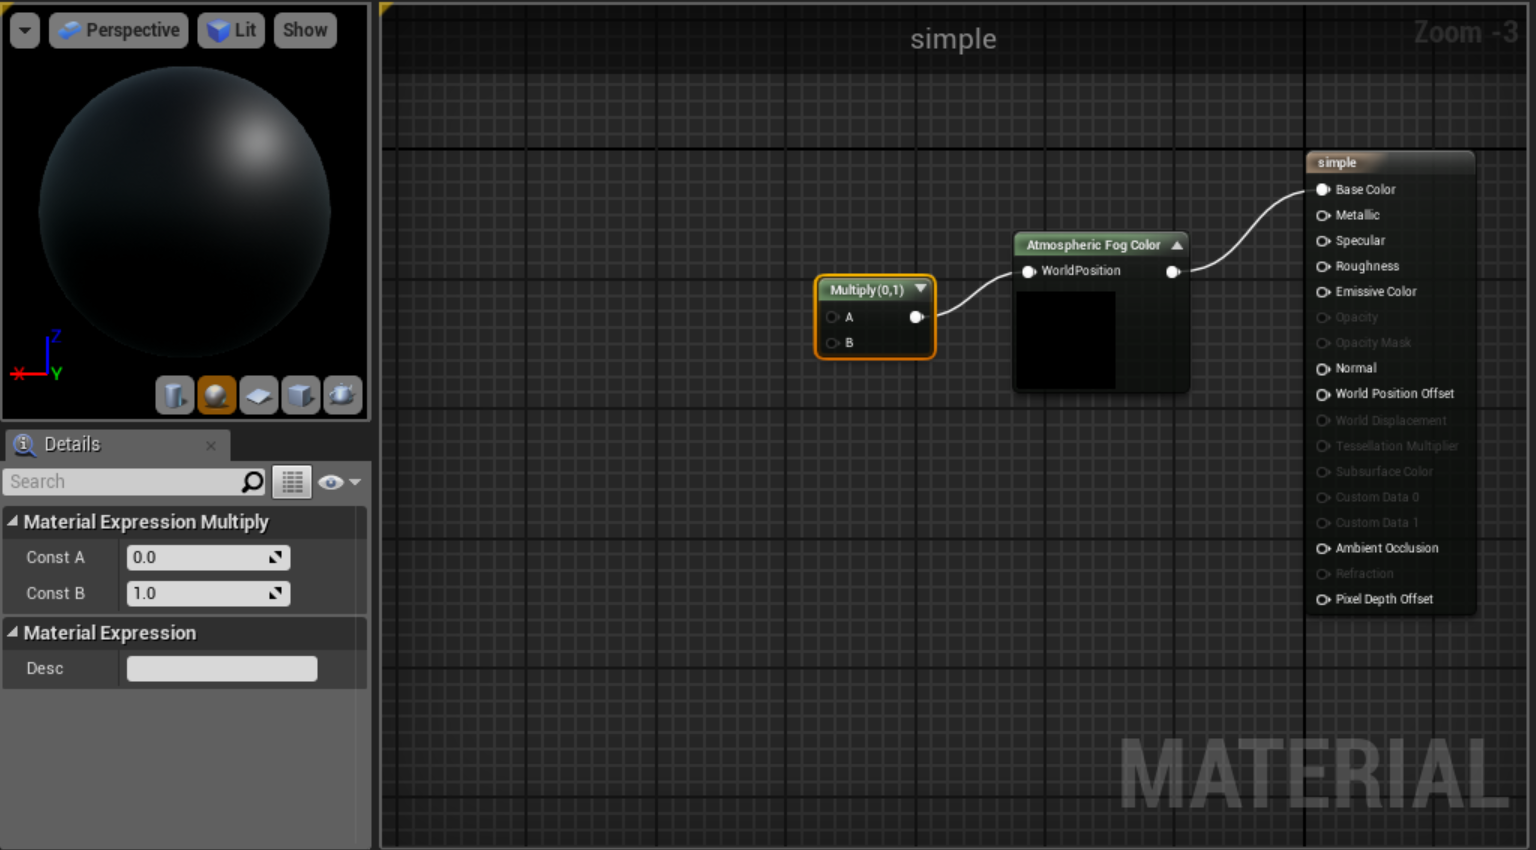 Perspective
Lit
Show
Z
X
Y
Details
Search
Material Expression Multiply
Const A
0.0
Const B
1.0
Material Expression
Desc
simple
Zoom -3
Multiply(0,1)
A
B
Atmospheric Fog Color
WorldPosition
simple
Base Color
Metallic
Specular
Roughness
Emissive Color
Opacity
Opacity Mask
Normal
World Position Offset
World Displacement
Tessellation Multiplier
Subsurface Color
Custom Data 0
Custom Data 1
Ambient Occlusion
Refraction
Pixel Depth Offset
MATERIAL